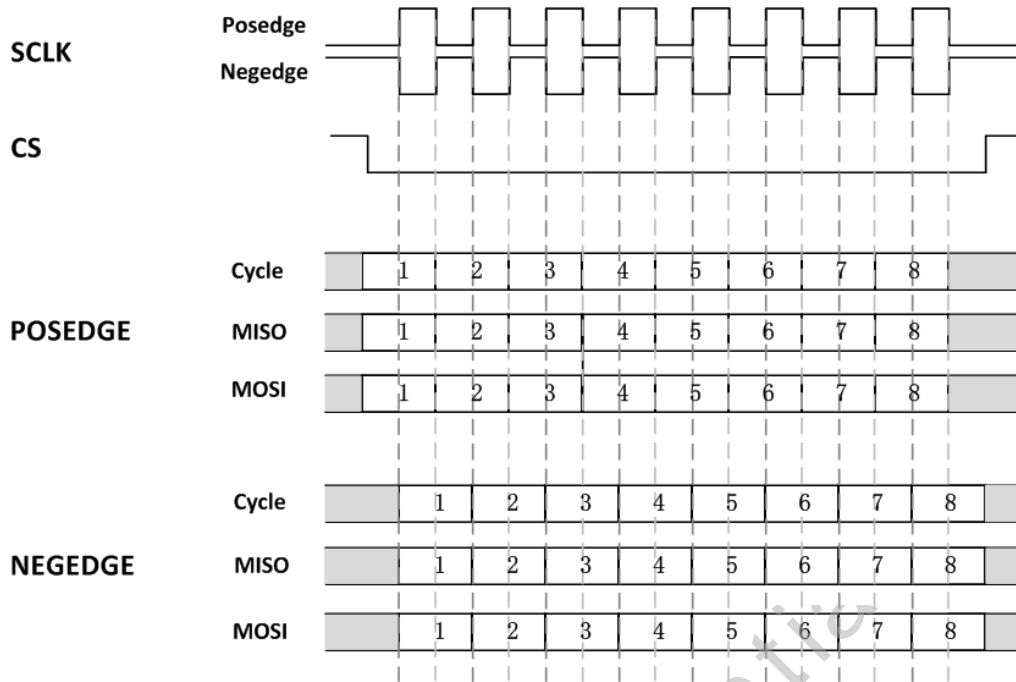 Posedge
SCLK
Negedge
CS
Cycle 1 2 3 4 5 6 7 8
POSEDGE MISO 1 2 3 4 5 6 7 8
MOSI 1 2 3 4 5 6 7 8
Cycle 1 2 3 4 5 6 7 8
NEGEDGE MISO 1 2 3 4 5 6 7 8
MOSI 1 2 3 4 5 6 7 8